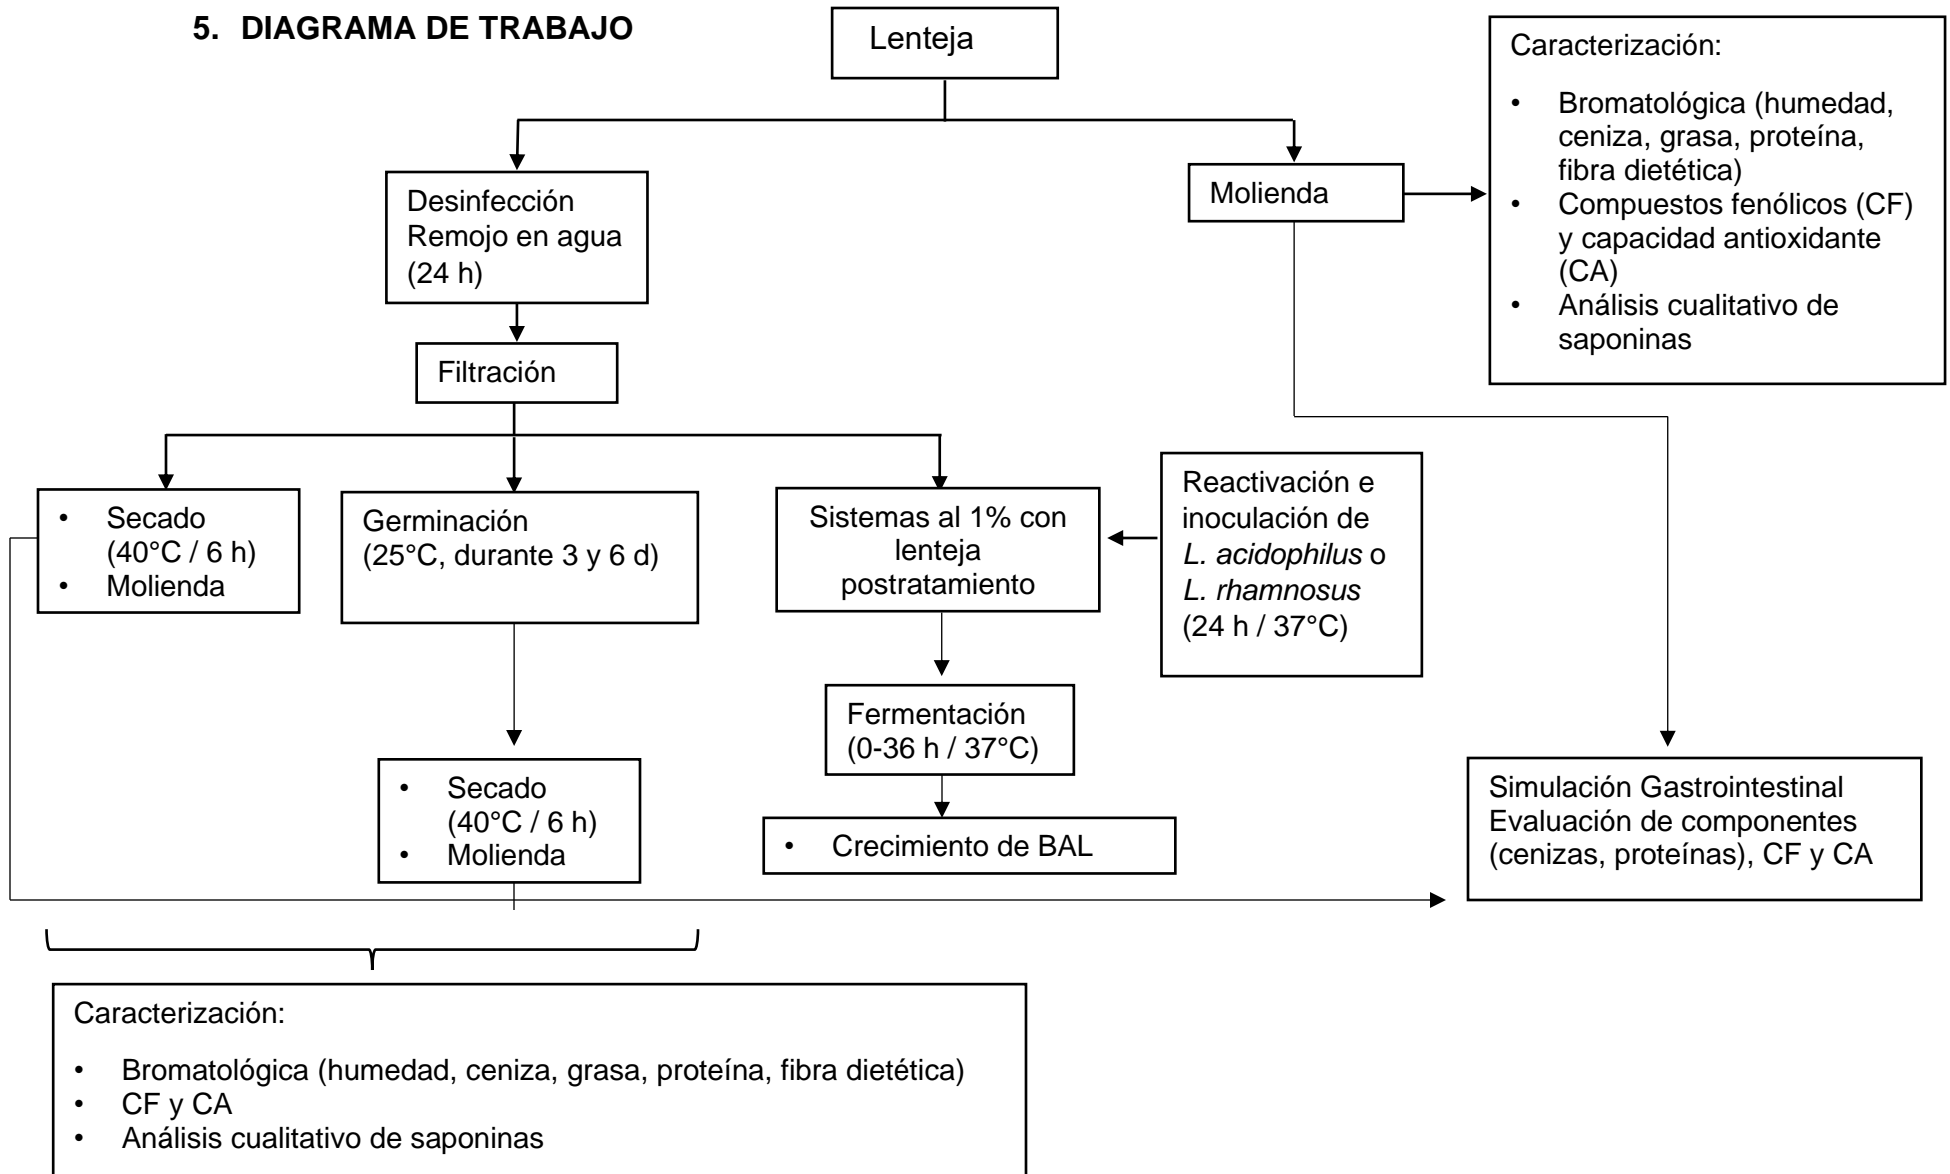 5. DIAGRAMA DE TRABAJO
Lenteja
Caracterización:
• Bromatológica (humedad,
ceniza, grasa, proteína,
fibra dietética)
• Compuestos fenólicos (CF)
y capacidad antioxidante
(CA)
• Análisis cualitativo de
saponinas
Desinfección
Remojo en agua
(24 h)
Molienda
Filtración
• Secado
(40°C / 6 h)
• Molienda
Germinación
(25°C, durante 3 y 6 d)
Sistemas al 1% con
lenteja
postratamiento
Reactivación e
inoculación de
L. acidophilus o
L. rhamnosus
(24 h / 37°C)
Fermentación
(0-36 h / 37°C)
• Secado
(40°C / 6 h)
• Molienda
• Crecimiento de BAL
Simulación Gastrointestinal
Evaluación de componentes
(cenizas, proteínas), CF y CA
Caracterización:
• Bromatológica (humedad, ceniza, grasa, proteína, fibra dietética)
• CF y CA
• Análisis cualitativo de saponinas